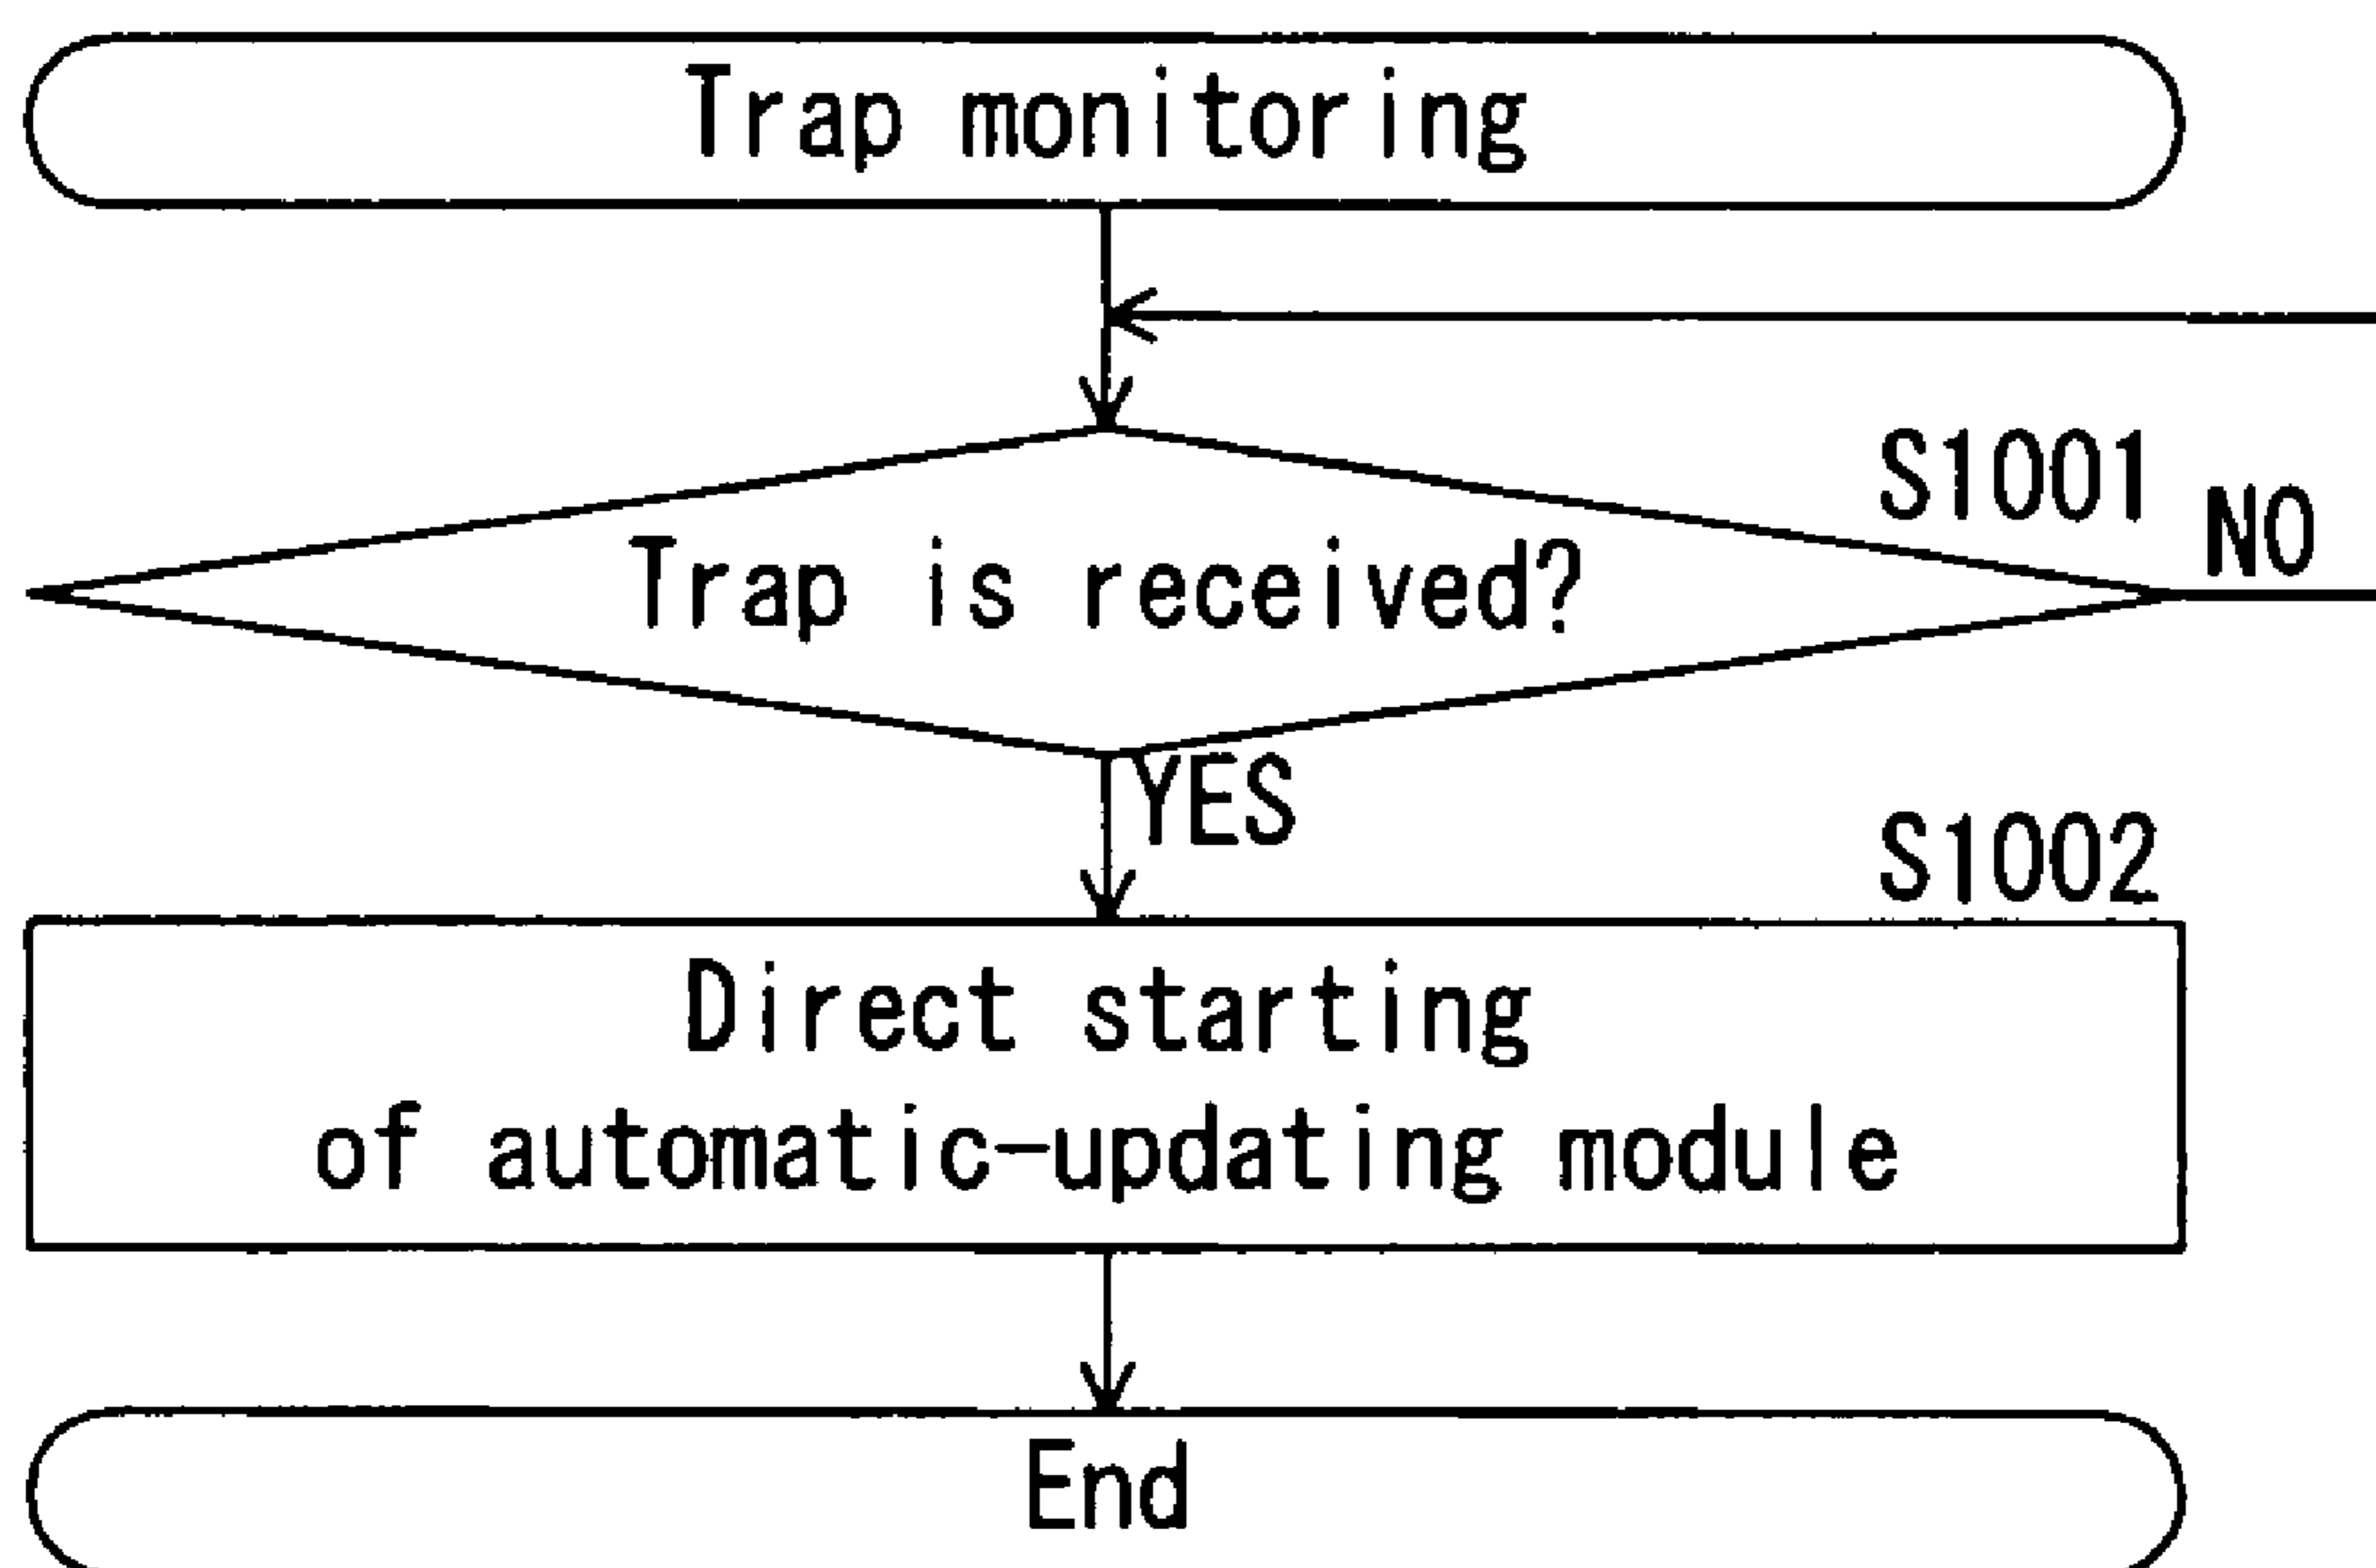 Trap monitoring
S1001
NO
Trap is received?
YES
S1002
Direct starting
of automatic-updating module
End